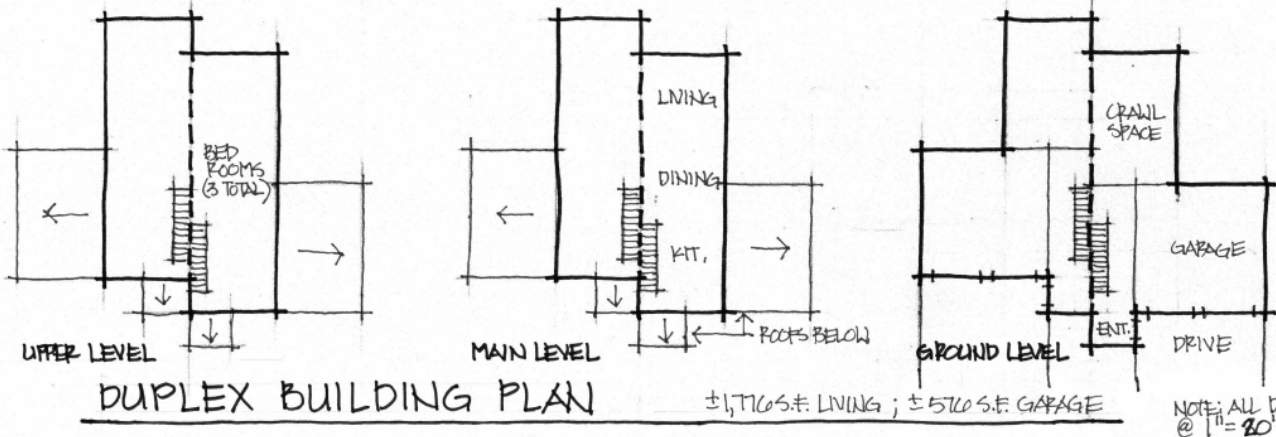 BED
ROOMS
(3 TOTAL)
UPPER LEVEL
LIVING
DINING
KIT.
ROOFS BELOW
MAIN LEVEL
CRAWL
SPACE
GARAGE
ENT.
DRIVE
GROUND LEVEL
DUPLEX BUILDING PLAN
±1,776 S.F. LIVING ; ±576 S.F. GARAGE
NOTE: ALL
@ 1" = 20'